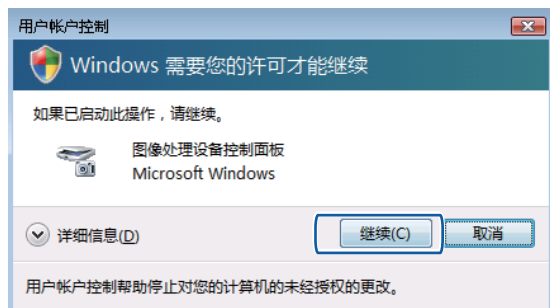 用户帐户控制
Windows 需要您的许可才能继续
如果已启动此操作，请继续。
图像处理设备控制面板
Microsoft Windows
详细信息(D)
继续(C)
取消
用户帐户控制帮助停止对您的计算机的未经授权的更改。